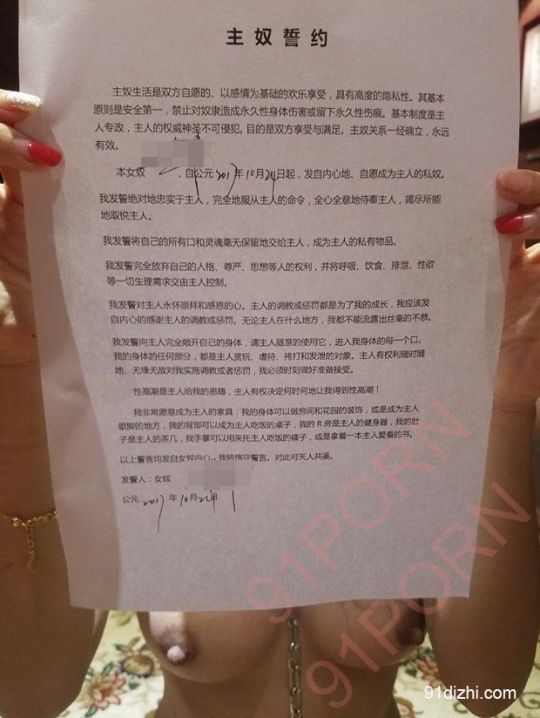 主奴誓约
主奴生活是双方自愿的、以感情为基础的欢乐享受，具有高度的隐私性。其基
本原则是安全第一，禁止对奴隶造成永久性身体伤害或留下永久性伤痕。基本制度是主
人专政，主人的权威神圣不可侵犯。目的是双方享受与满足。主奴关系一经确立，永远
有效。
本女奴，自公元2017年10月24日起，发自内心地、自愿成为主人的私奴。
我发誓绝对地忠实于主人，完全地服从主人的命令，全心全意地侍奉主人，竭尽所能
地取悦主人。
我发誓将自己的所有口和灵魂毫无保留地交给主人，成为主人的私有物品。
我发誓完全放弃自己的人格、尊严、思想等人的权利，并将呼吸、饮食、排泄、性欲
等一切生理需求交由主人控制。
我发誓对主人永怀崇拜和感恩的心。主人的调教或惩罚都是为了我的成长，我应该发
自内心的感谢主人的调教或惩罚。无论主人在什么地方，我都不能流露出丝毫的不恭。
我发誓向主人完全敞开自己的身体，请主人随意的使用它，进入我身体的每一个口。
我的身体的任何部分，都是主人赏玩、虐待、拷打和发泄的对象。主人有权利随时随
地、无缘无故对我实施调教或者惩罚，我必须时刻做好准备接受。
性高潮是主人给我的恩赐，主人有权决定何时何地让我得到性高潮！
我非常愿意成为主人的家具：我的身体可以做房间和花园的装饰，或是成为主人
歇脚的地方，我的背部可以成为主人吃饭的桌子，我的R房是主人的健身器，我的肚
子是主人的茶几，我手掌可以用来托主人吃饭的碟子，或是拿着一本主人爱看的书。
以上誓言均发自女奴内心，我将恪守誓言。对此可天人共鉴。
发誓人：女奴
公元2017年10月24日
91PORN
91PORN
91dizhi.com